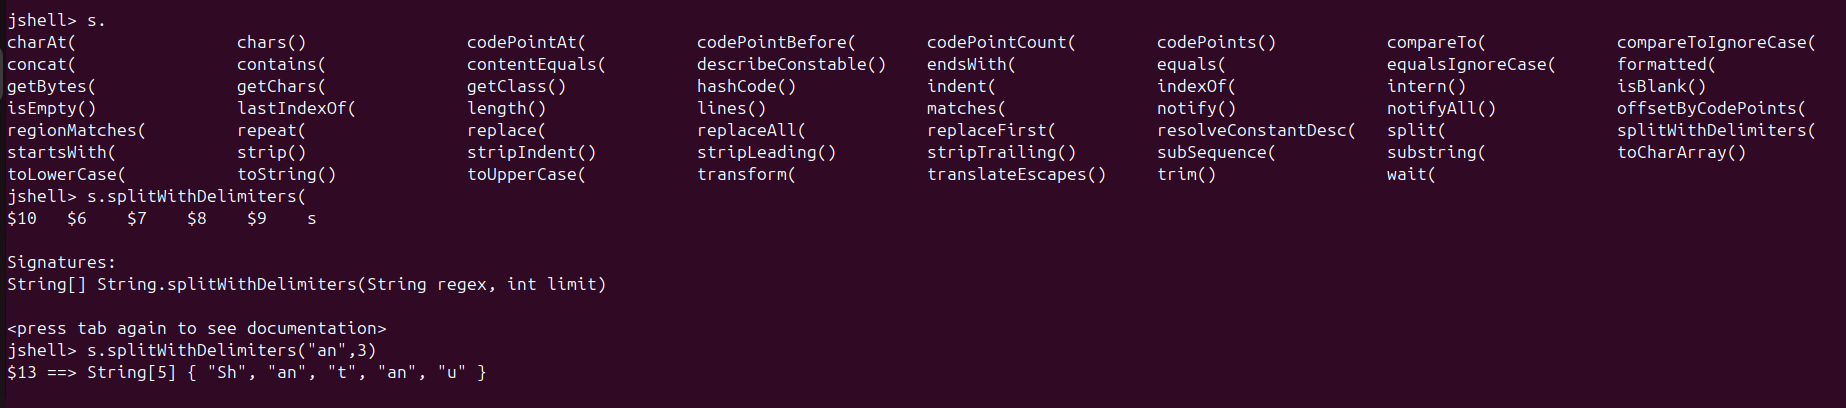 jshell> s.
charAt( chars() codePointAt( codePointBefore( codePointCount( codePoints() compareTo( compareToIgnoreCase(
concat( contains( contentEquals( describeConstable() endsWith( equals( equalsIgnoreCase( formatted(
getBytes( getChars( getClass() hashCode() indent( indexOf( intern() isBlank()
isEmpty() lastIndexOf( length() lines() matches( notify() notifyAll() offsetByCodePoints(
regionMatches( repeat( replace( replaceAll( replaceFirst( resolveConstantDesc( split( splitWithDelimiters(
startsWith( strip() stripIndent() stripLeading() stripTrailing() subSequence( substring( toCharArray()
toLowerCase( toString() toUpperCase( transform( translateEscapes() trim() wait(
jshell> s.splitWithDelimiters(
$10 $6 $7 $8 $9 s
Signatures:
String[] String.splitWithDelimiters(String regex, int limit)
<press tab again to see documentation>
jshell> s.splitWithDelimiters("an",3)
$13 ==> String[5] { "Sh", "an", "t", "an", "u" }